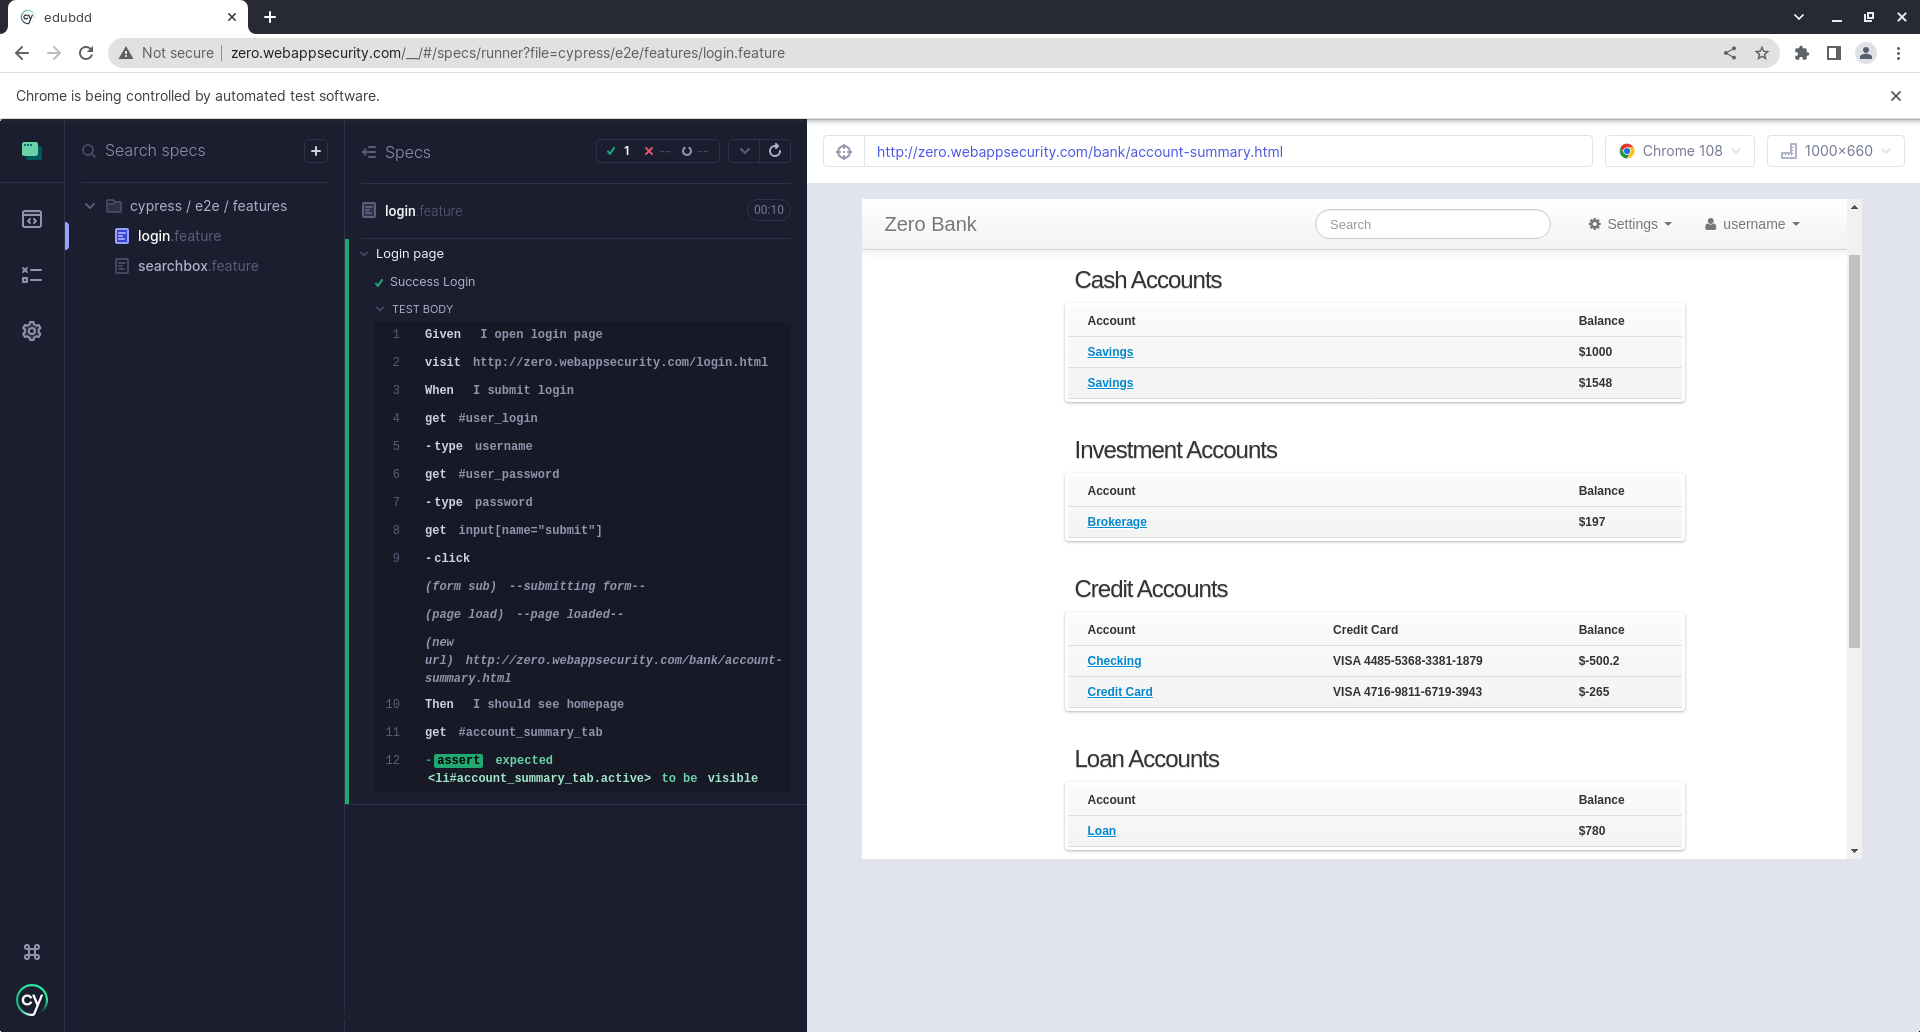 edubdd
Not secure
zero.webappsecurity.com/__/#/specs/runner?file=cypress/e2e/features/login.feature
Chrome is being controlled by automated test software.
Search specs
+
cypress / e2e / features
login.feature
searchbox.feature
cy
Specs
1 -- --
login.feature
00:10
Login page
Success Login
TEST BODY
1 Given I open login page
2 visit http://zero.webappsecurity.com/login.html
3 When I submit login
4 get #user_login
5 -type username
6 get #user_password
7 -type password
8 get input[name="submit"]
9 -click
(form sub) --submitting form--
(page load) --page loaded--
(new
url) http://zero.webappsecurity.com/bank/account-
summary.html
10 Then I should see homepage
11 get #account_summary_tab
12 -assert expected
<li#account_summary_tab.active> to be visible
http://zero.webappsecurity.com/bank/account-summary.html
Chrome 108
1000x660
Zero Bank
Search
Settings
username
Cash Accounts
Account Balance
Savings $1000
Savings $1548
Investment Accounts
Account Balance
Brokerage $197
Credit Accounts
Account Credit Card Balance
Checking VISA 4485-5368-3381-1879 $-500.2
Credit Card VISA 4716-9811-6719-3943 $-265
Loan Accounts
Account Balance
Loan $780